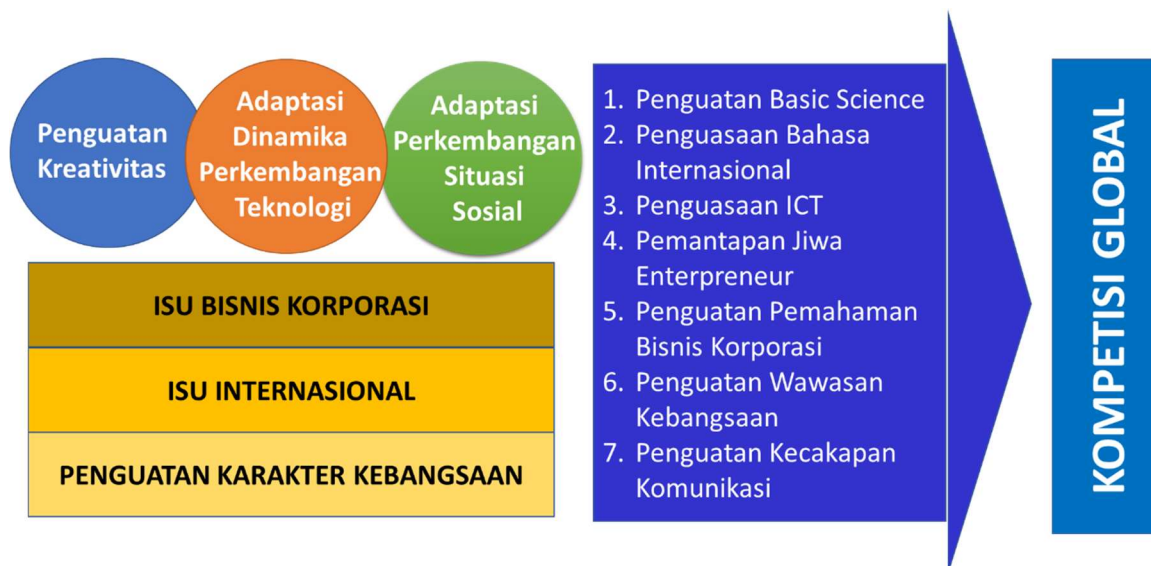 Penguatan
Kreativitas
Adaptasi
Dinamika
Perkembangan
Teknologi
Adaptasi
Perkembangan
Situasi
Sosial
ISU BISNIS KORPORASI
ISU INTERNASIONAL
PENGUATAN KARAKTER KEBANGSAAN
1. Penguatan Basic Science
2. Penguasaan Bahasa
Internasional
3. Penguasaan ICT
4. Pemantapan Jiwa
Enterpreneur
5. Penguatan Pemahaman
Bisnis Korporasi
6. Penguatan Wawasan
Kebangsaan
7. Penguatan Kecakapan
Komunikasi
KOMPETISI GLOBAL